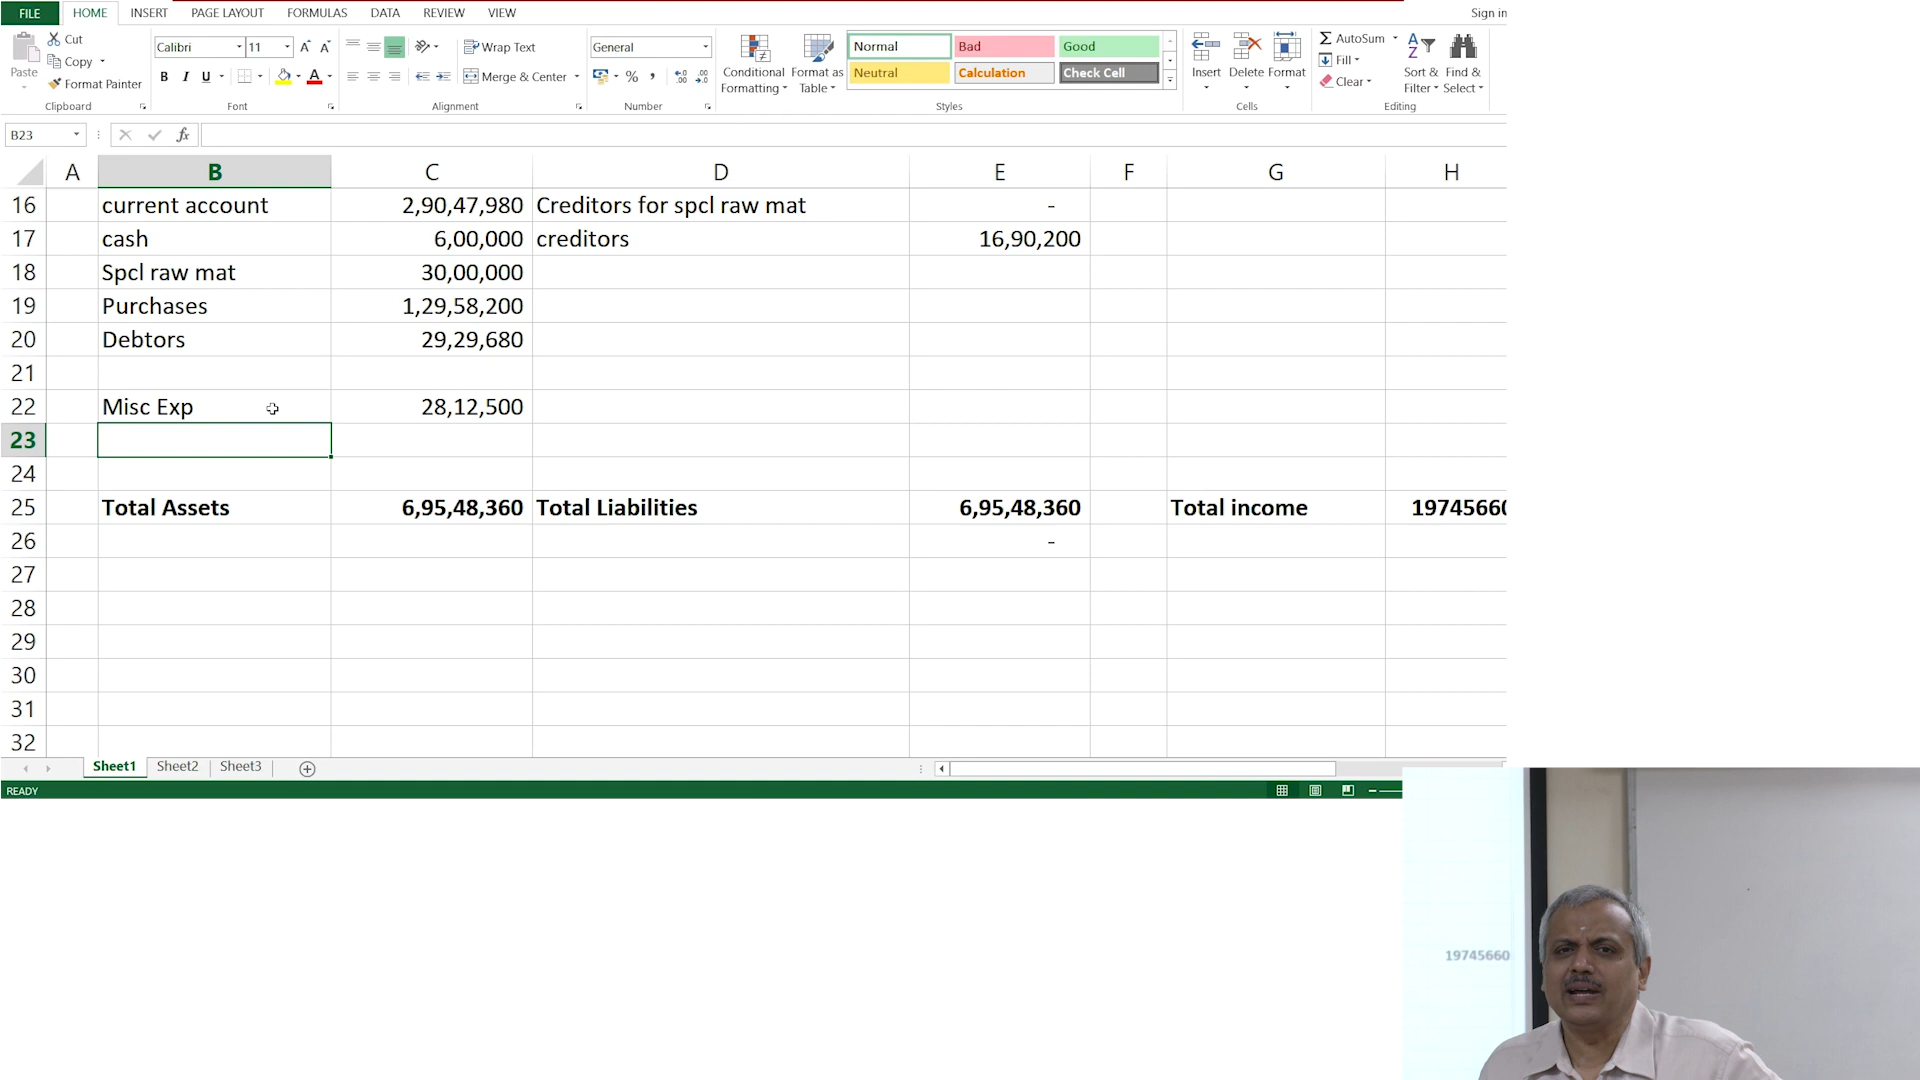 FILE HOME INSERT PAGE LAYOUT FORMULAS DATA REVIEW VIEW Sign in
Paste Cut Copy Format Painter Clipboard
Calibri 11 B I U A Font
Wrap Text Merge & Center Alignment
General % Number
Conditional Formatting Format as Table Normal Bad Good Neutral Calculation Check Cell Styles
Insert Delete Format Cells
AutoSum Fill Clear Sort & Filter Find & Select Editing
B23 fx
A B C D E F G H
16 current account 2,90,47,980 Creditors for spcl raw mat -
17 cash 6,00,000 creditors 16,90,200
18 Spcl raw mat 30,00,000
19 Purchases 1,29,58,200
20 Debtors 29,29,680
21
22 Misc Exp 28,12,500
23
24
25 Total Assets 6,95,48,360 Total Liabilities 6,95,48,360 Total income 19745660
26 -
27
28
29
30
31
32
Sheet1 Sheet2 Sheet3
READY
19745660